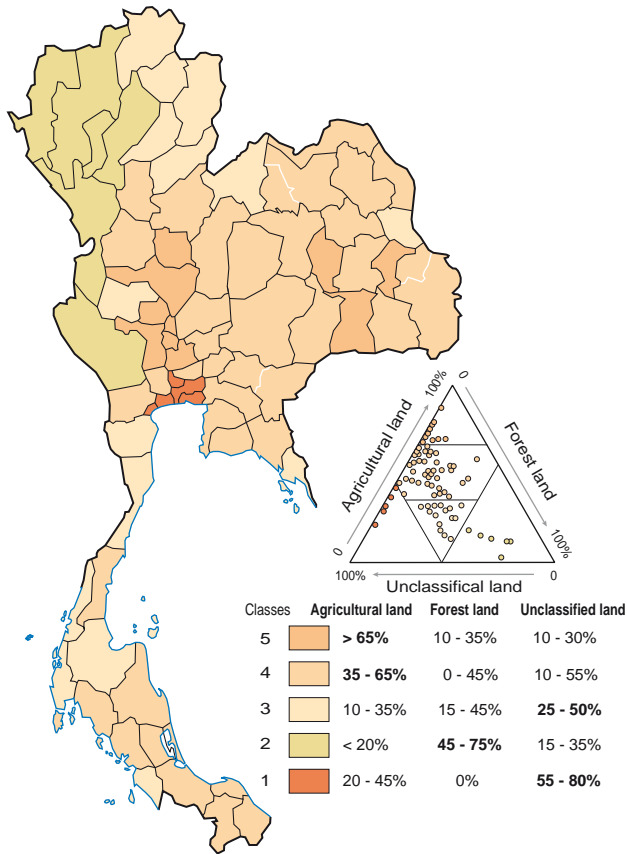 100%
0
Agricultural land
Forest land
0
100%
100%
0
Unclassifical land
Classes Agricultural land Forest land Unclassified land
5 > 65% 10 - 35% 10 - 30%
4 35 - 65% 0 - 45% 10 - 55%
3 10 - 35% 15 - 45% 25 - 50%
2 < 20% 45 - 75% 15 - 35%
1 20 - 45% 0% 55 - 80%